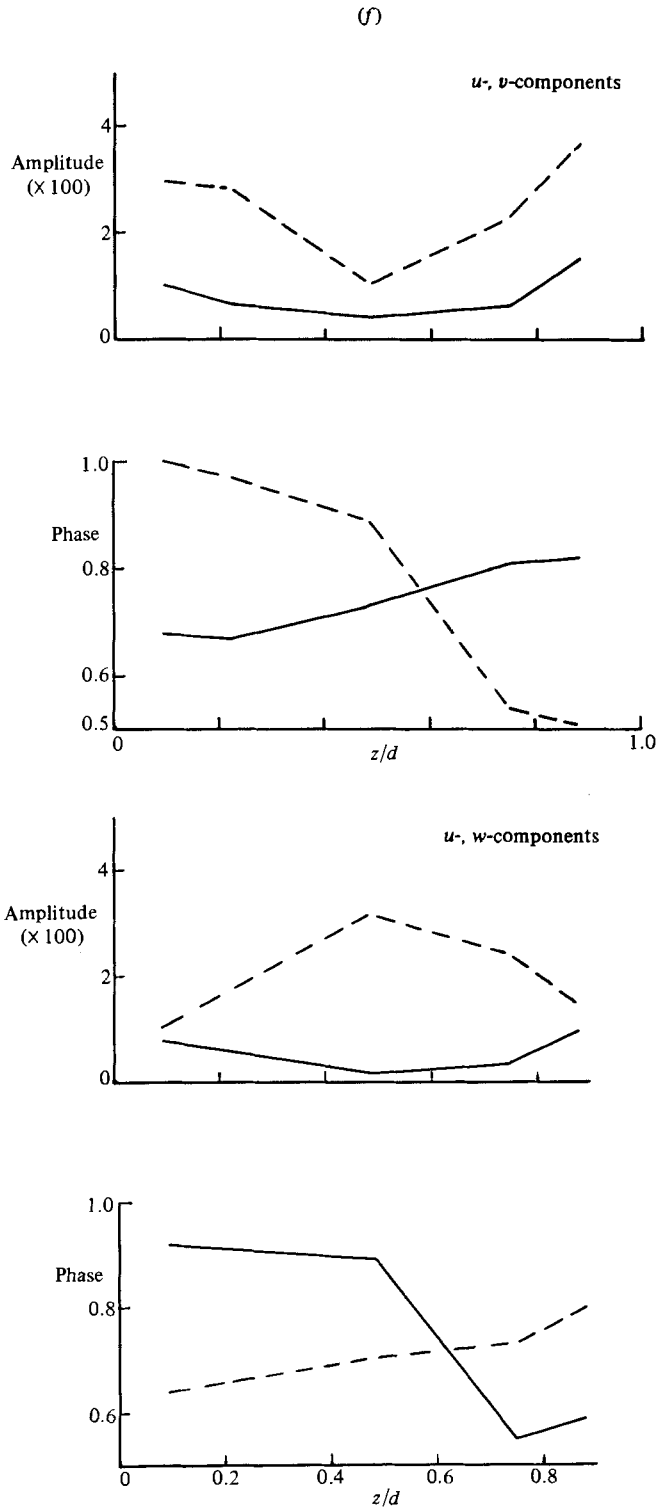 (f)
u-, v-components
4
Amplitude
(× 100)
2
0
1.0
Phase
0.8
0.6
0.5
0
z/d
1.0
u-, w-components
4
Amplitude
(× 100)
2
0
1.0
Phase
0.8
0.6
0
0.2
0.4
0.6
0.8
z/d